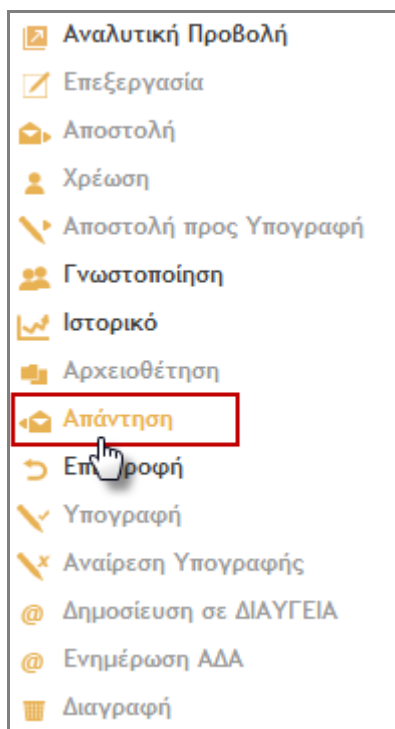 Αναλυτική Προβολή
Επεξεργασία
Αποστολή
Χρέωση
Αποστολή προς Υπογραφή
Γνωστοποίηση
Ιστορικό
Αρχειοθέτηση
Απάντηση
Υπογραφή
Αναίρεση Υπογραφής
@ Δημοσίευση σε ΔΙΑΥΓΕΙΑ
@ Ενημέρωση ΑΔΑ
Διαγραφή